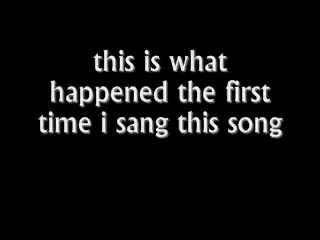 this is what
happened the first
time i sang this song